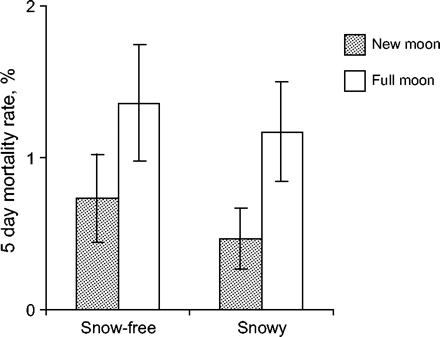 5 day mortality rate, %
2
1
0
Snow-free
Snowy
New moon
Full moon